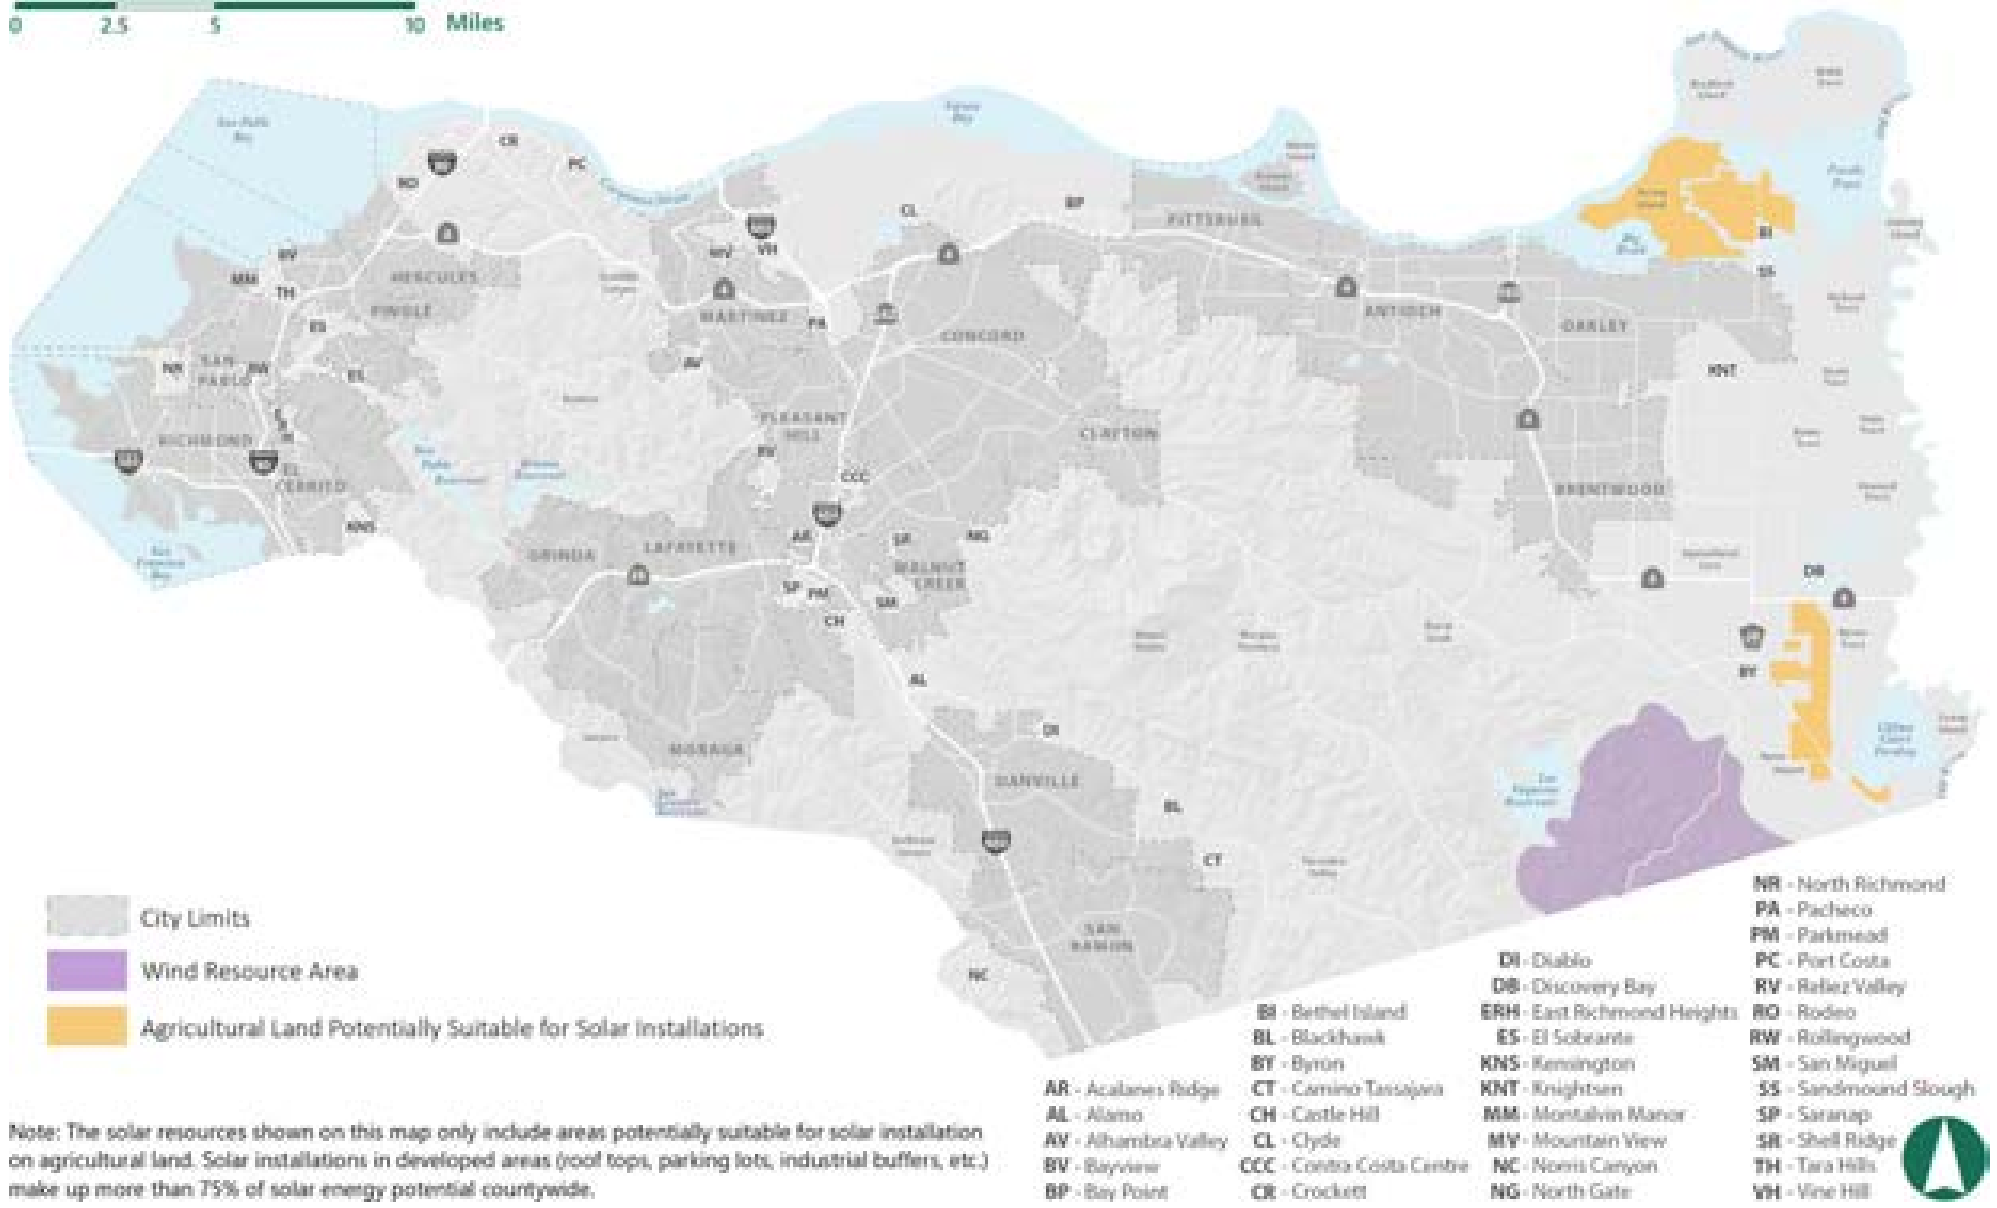 0 2.5 5 10 Miles
San Pablo
Bay
CR
PC
RO
CL
BP
PITTSBURG
BV
MM
TH
HERCULES
PINOLE
ES
MV
VH
MARTINEZ
PA
CONCORD
ANTIOCH
OAKLEY
BI
SS
KNT
NR
SAN
PABLO
RW
ES
AV
RICHMOND
EL
CERRITO
KNS
PLEASANT
HILL
RV
CLAYTON
CCC
BRENTWOOD
ORINDA
LAFAYETTE
AR
SR
NG
WALNUT
CREEK
SP
PM
SM
CH
DB
AL
BY
MORAGA
DI
DANVILLE
BL
CT
SAN
RAMON
NC
City Limits
Wind Resource Area
Agricultural Land Potentially Suitable for Solar Installations
Note: The solar resources shown on this map only include areas potentially suitable for solar installation
on agricultural land. Solar installations in developed areas (roof tops, parking lots, industrial buffers, etc.)
make up more than 75% of solar energy potential countywide.
AR - Acalanes Ridge
AL - Alamo
AV - Alhambra Valley
BV - Bayview
BP - Bay Point
BI - Bethel Island
BL - Blackhawk
BY - Byron
CT - Camino Tassajara
CH - Castle Hill
CL - Clyde
CCC - Contra Costa Centre
CR - Crockett
DI - Diablo
DB - Discovery Bay
ERH - East Richmond Heights
ES - El Sobrante
KNS - Kensington
KNT - Knightsen
MM - Montalvin Manor
MV - Mountain View
NC - Norris Canyon
NG - North Gate
NR - North Richmond
PA - Pacheco
PM - Parkmead
PC - Port Costa
RV - Reliez Valley
RO - Rodeo
RW - Rollingwood
SM - San Miguel
SS - Sandmound Slough
SP - Saranap
SR - Shell Ridge
TH - Tara Hills
VH - Vine Hill